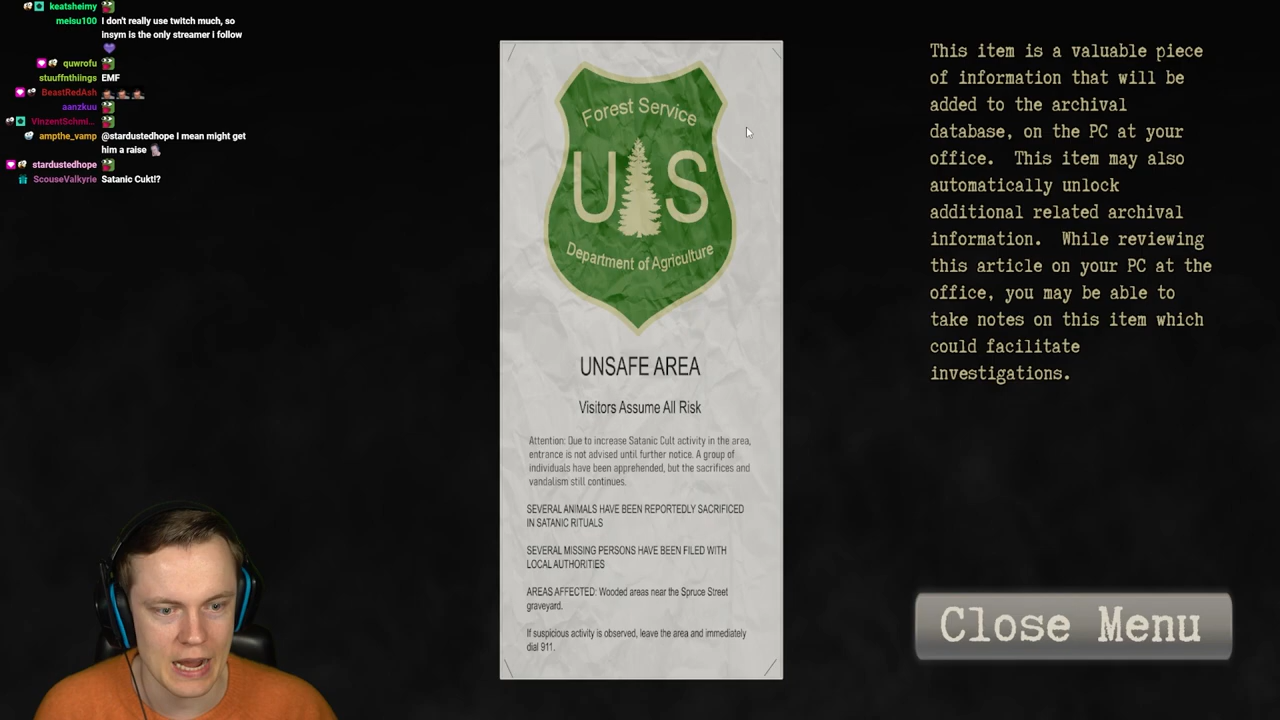 keatsheimy
meisu100 I don't really use twitch much, so
insym is the only streamer i follow
quwrofu
stuuffnthiings EMF
BeastRedAsh
aanzkuu
VinzentSchmi...
ampthe_vamp @stardustedhope I mean might get
him a raise
stardustedhope
ScouseValkyrie Satanic Cukt!?
Forest Service
U S
Department of Agriculture
UNSAFE AREA
Visitors Assume All Risk
Attention: Due to increase Satanic Cult activity in the area,
entrance is not advised until further notice. A group of
individuals have been apprehended, but the sacrifices and
vandalism still continues.
SEVERAL ANIMALS HAVE BEEN REPORTEDLY SACRIFICED
IN SATANIC RITUALS
SEVERAL MISSING PERSONS HAVE BEEN FILED WITH
LOCAL AUTHORITIES
AREAS AFFECTED: Wooded areas near the Spruce Street
graveyard.
If suspicious activity is observed, leave the area and immediately
dial 911.
This item is a valuable piece
of information that will be
added to the archival
database, on the PC at your
office. This item may also
automatically unlock
additional related archival
information. While reviewing
this article on your PC at the
office, you may be able to
take notes on this item which
could facilitate
investigations.
Close Menu